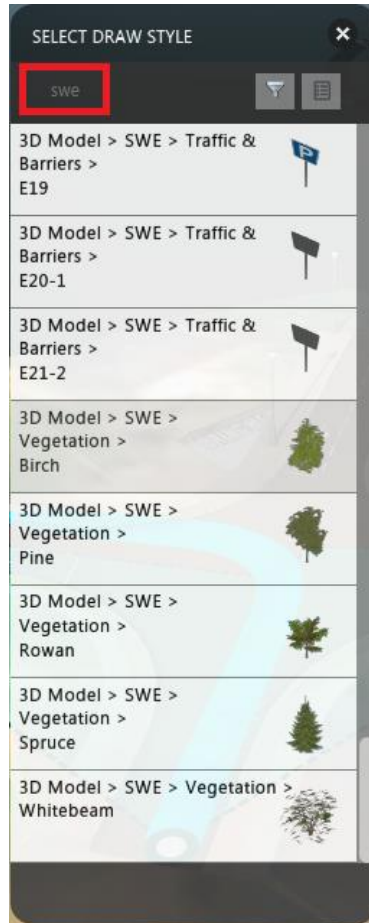 SELECT DRAW STYLE
swe
3D Model > SWE > Traffic &
Barriers >
E19
P
3D Model > SWE > Traffic &
Barriers >
E20-1
3D Model > SWE > Traffic &
Barriers >
E21-2
3D Model > SWE >
Vegetation >
Birch
3D Model > SWE >
Vegetation >
Pine
3D Model > SWE >
Vegetation >
Rowan
3D Model > SWE >
Vegetation >
Spruce
3D Model > SWE > Vegetation >
Whitebeam